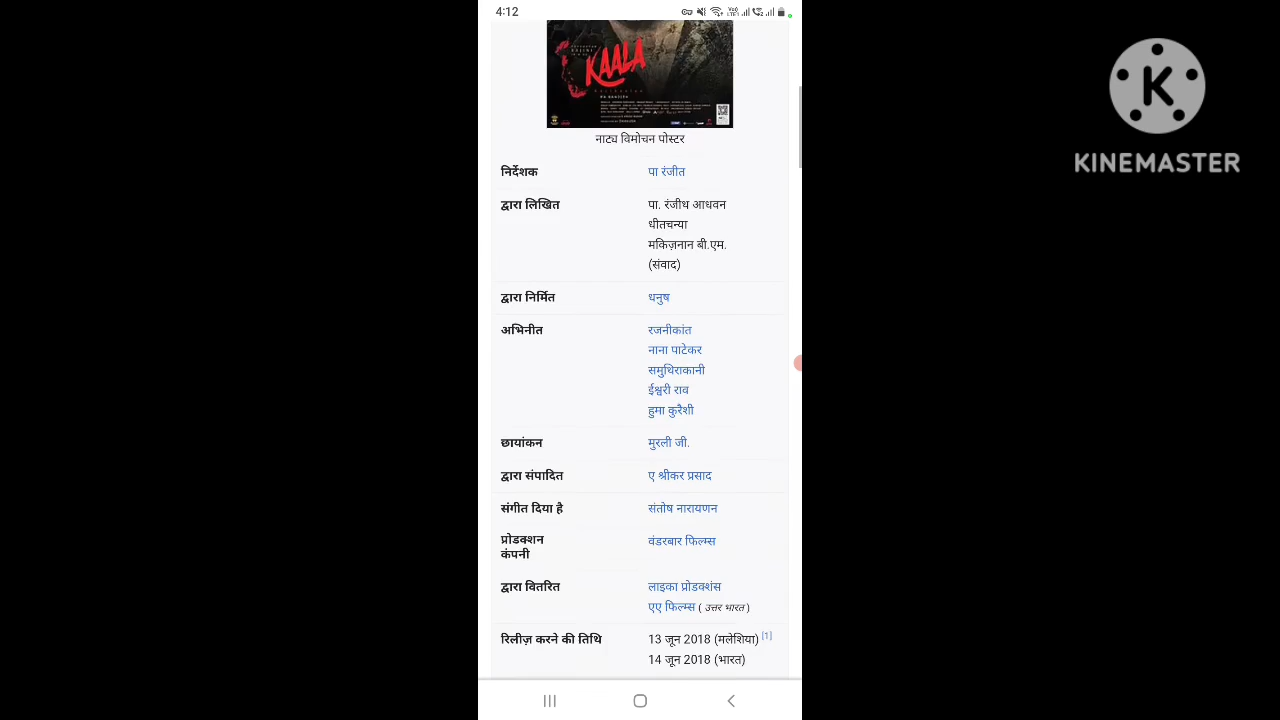 4:12
KAALA
नाट्य विमोचन पोस्टर
निर्देशक
पा रंजीत
द्वारा लिखित
पा. रंजीथ आधवन
धीतचन्या
मकिज़नान बी.एम.
(संवाद)
द्वारा निर्मित
धनुष
अभिनीत
रजनीकांत
नाना पाटेकर
समुथिराकानी
ईश्वरी राव
हुमा कुरैशी
छायांकन
मुरली जी.
द्वारा संपादित
ए श्रीकर प्रसाद
संगीत दिया है
संतोष नारायणन
प्रोडक्शन
कंपनी
वंडरबार फिल्म्स
द्वारा वितरित
लाइका प्रोडक्शंस
एए फिल्म्स ( उत्तर भारत )
रिलीज़ करने की तिथि
13 जून 2018 (मलेशिया) [1]
14 जून 2018 (भारत)
K
KINEMASTER